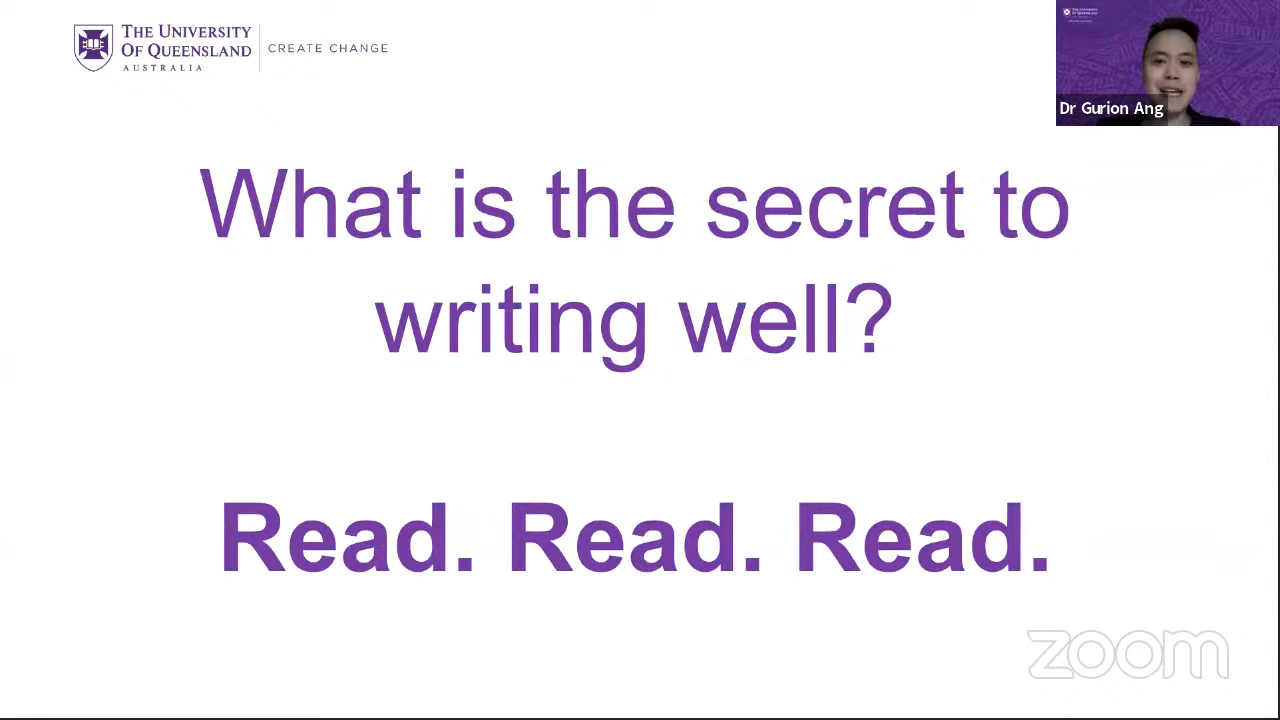 THE UNIVERSITY
OF QUEENSLAND
AUSTRALIA
CREATE CHANGE
Dr Gurion Ang
What is the secret to
writing well?
Read. Read. Read.
zoom